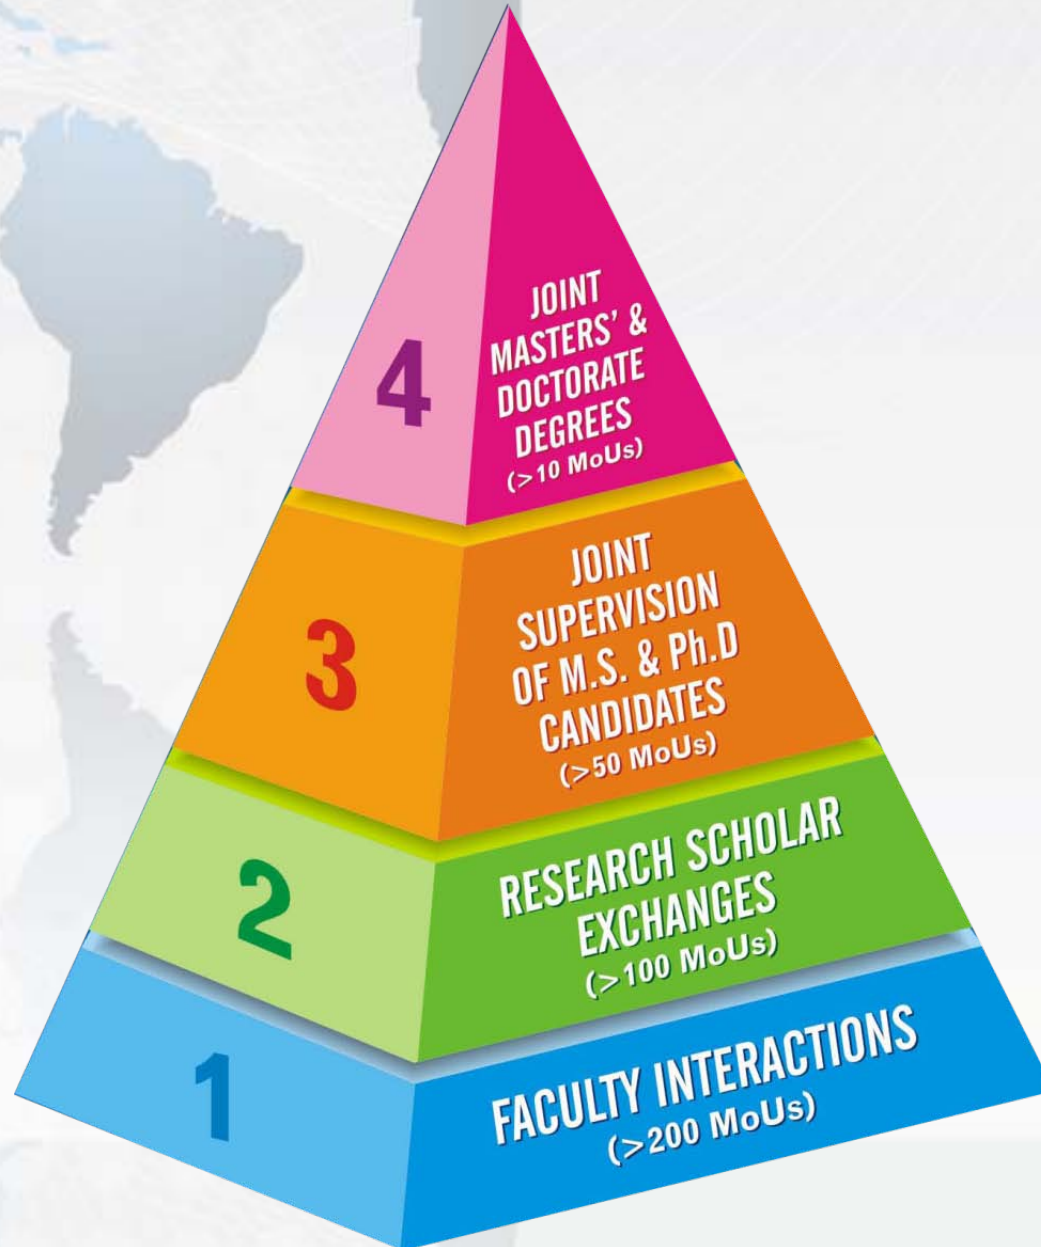 4
JOINT
MASTERS' &
DOCTORATE
DEGREES
(>10 MoUs)
3
JOINT
SUPERVISION
OF M.S. & Ph.D
CANDIDATES
(>50 MoUs)
2
RESEARCH SCHOLAR
EXCHANGES
(>100 MoUs)
1
FACULTY INTERACTIONS
(>200 MoUs)